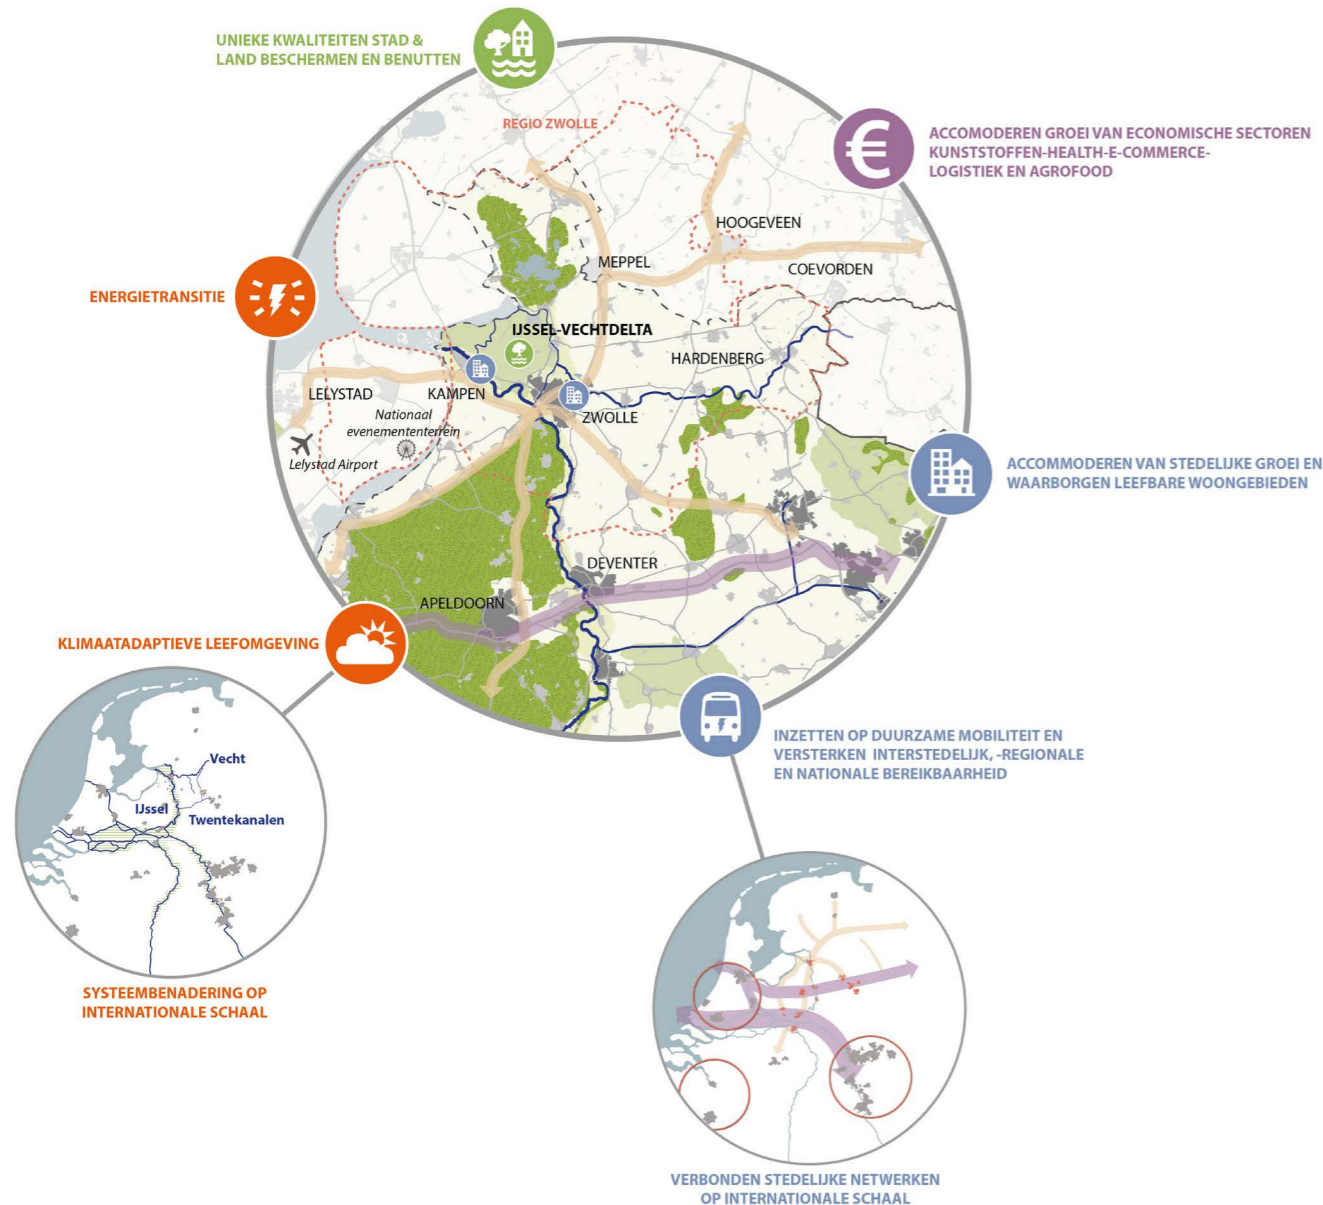 UNIEKE KWALITEITEN STAD &
LAND BESCHERMEN EN BENUTTEN
REGIO ZWOLLE
€
ACCOMODEREN GROEI VAN ECONOMISCHE SECTOREN
KUNSTSTOFFEN-HEALTH-E-COMMERCE-
LOGISTIEK EN AGROFOOD
HOOGEVEEN
MEPPEL
COEVORDEN
ENERGIETRANSITIE
IJSSEL-VECHTDELTA
HARDENBERG
LELYSTAD
KAMPEN
Nationaal
evenemententerrein
ZWOLLE
Lelystad Airport
ACCOMMODEREN VAN STEDELIJKE GROEI EN
WAARBORGEN LEEFBARE WOONGEBIEDEN
DEVENTER
APELDOORN
KLIMAATADAPTIEVE LEEFOMGEVING
INZETTEN OP DUURZAME MOBILITEIT EN
VERSTERKEN INTERSTEDELIJK, -REGIONALE
EN NATIONALE BEREIKBAARHEID
Vecht
IJssel
Twentekanalen
SYSTEEMBENADERING OP
INTERNATIONALE SCHAAL
VERBONDEN STEDELIJKE NETWERKEN
OP INTERNATIONALE SCHAAL